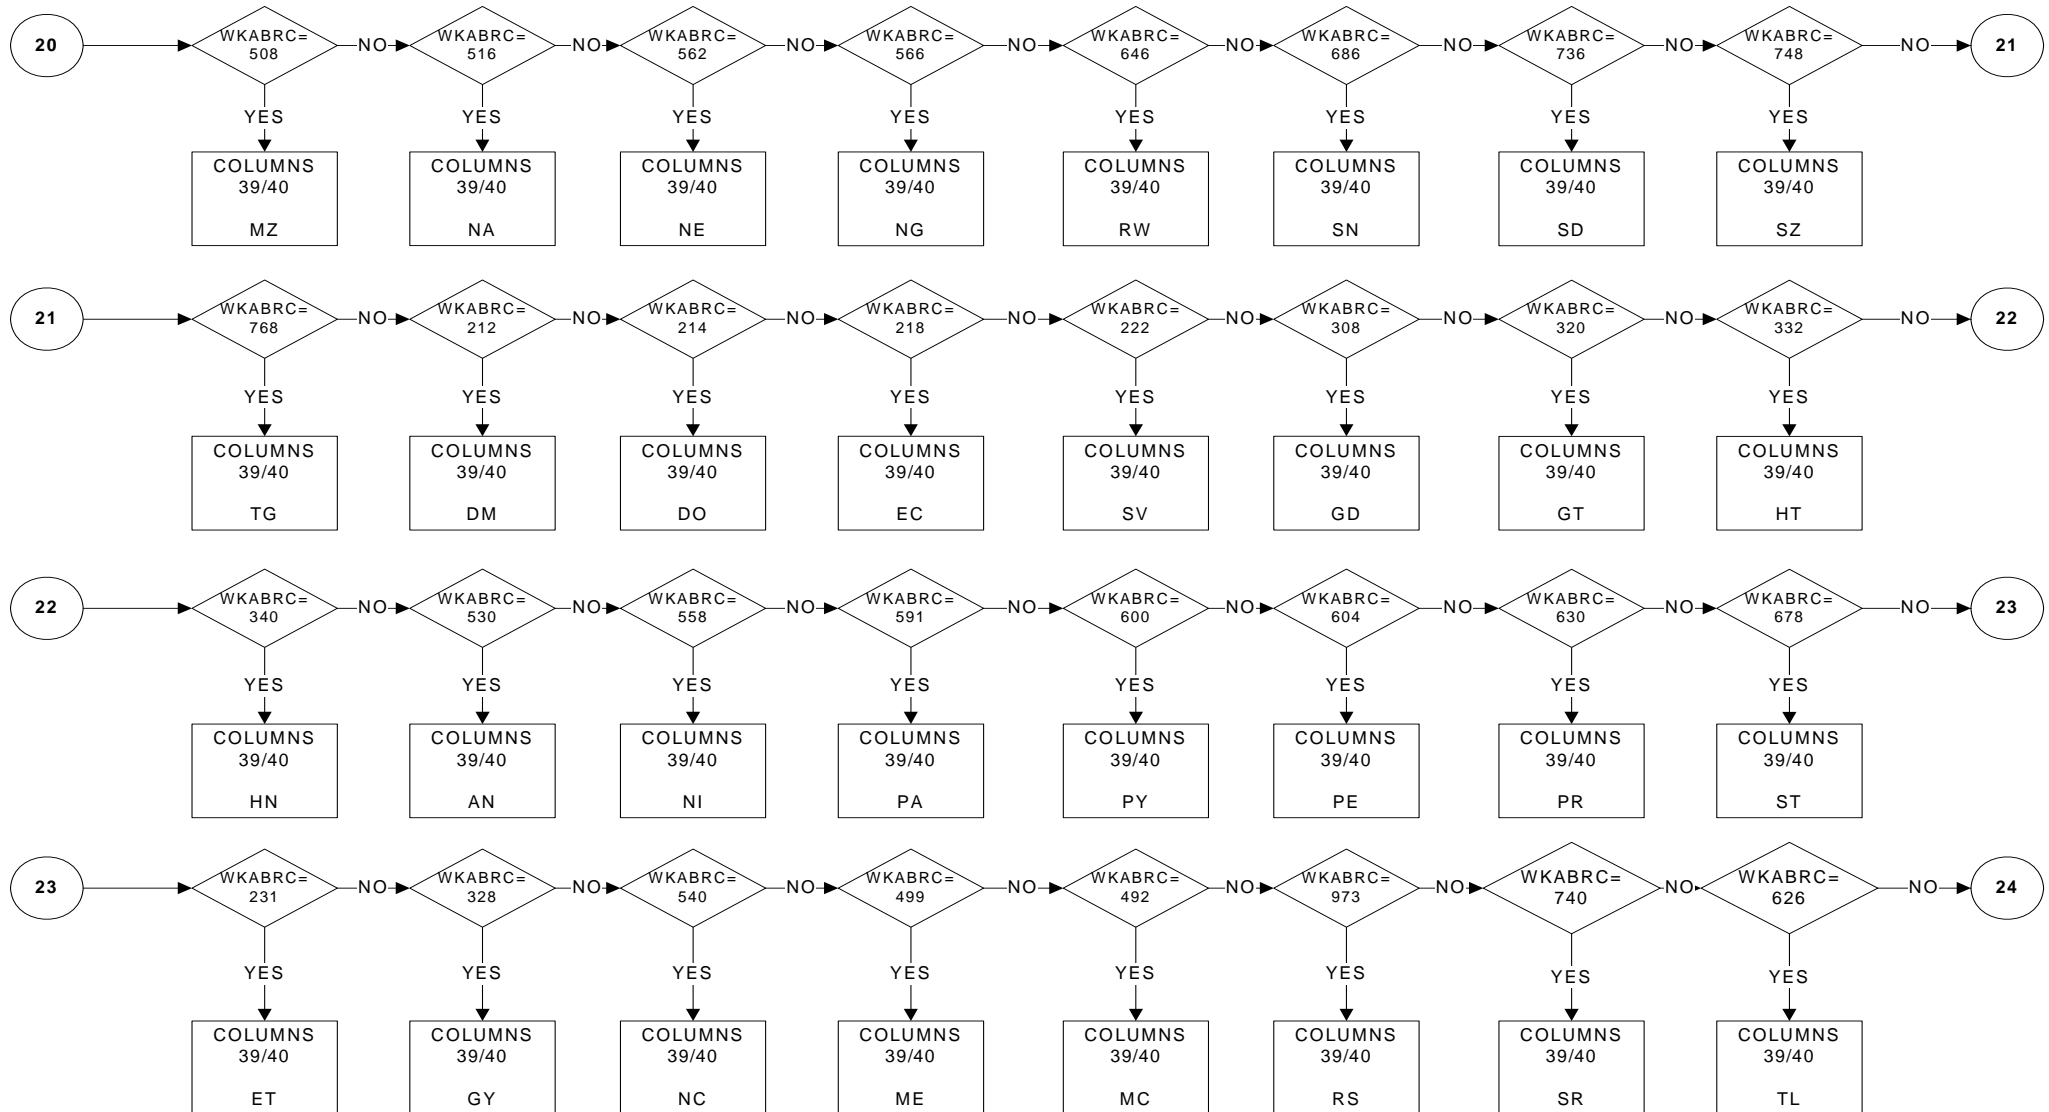 20
WKABRC=
508
NO
WKABRC=
516
NO
WKABRC=
562
NO
WKABRC=
566
NO
WKABRC=
646
NO
WKABRC=
686
NO
WKABRC=
736
NO
WKABRC=
748
NO
21
YES
YES
YES
YES
YES
YES
YES
YES
COLUMNS
39/40
MZ
COLUMNS
39/40
NA
COLUMNS
39/40
NE
COLUMNS
39/40
NG
COLUMNS
39/40
RW
COLUMNS
39/40
SN
COLUMNS
39/40
SD
COLUMNS
39/40
SZ
21
WKABRC=
768
NO
WKABRC=
212
NO
WKABRC=
214
NO
WKABRC=
218
NO
WKABRC=
222
NO
WKABRC=
308
NO
WKABRC=
320
NO
WKABRC=
332
NO
22
YES
YES
YES
YES
YES
YES
YES
YES
COLUMNS
39/40
TG
COLUMNS
39/40
DM
COLUMNS
39/40
DO
COLUMNS
39/40
EC
COLUMNS
39/40
SV
COLUMNS
39/40
GD
COLUMNS
39/40
GT
COLUMNS
39/40
HT
22
WKABRC=
340
NO
WKABRC=
530
NO
WKABRC=
558
NO
WKABRC=
591
NO
WKABRC=
600
NO
WKABRC=
604
NO
WKABRC=
630
NO
WKABRC=
678
NO
23
YES
YES
YES
YES
YES
YES
YES
YES
COLUMNS
39/40
HN
COLUMNS
39/40
AN
COLUMNS
39/40
NI
COLUMNS
39/40
PA
COLUMNS
39/40
PY
COLUMNS
39/40
PE
COLUMNS
39/40
PR
COLUMNS
39/40
ST
23
WKABRC=
231
NO
WKABRC=
328
NO
WKABRC=
540
NO
WKABRC=
499
NO
WKABRC=
492
NO
WKABRC=
973
NO
WKABRC=
740
NO
WKABRC=
626
NO
24
YES
YES
YES
YES
YES
YES
YES
YES
COLUMNS
39/40
ET
COLUMNS
39/40
GY
COLUMNS
39/40
NC
COLUMNS
39/40
ME
COLUMNS
39/40
MC
COLUMNS
39/40
RS
COLUMNS
39/40
SR
COLUMNS
39/40
TL